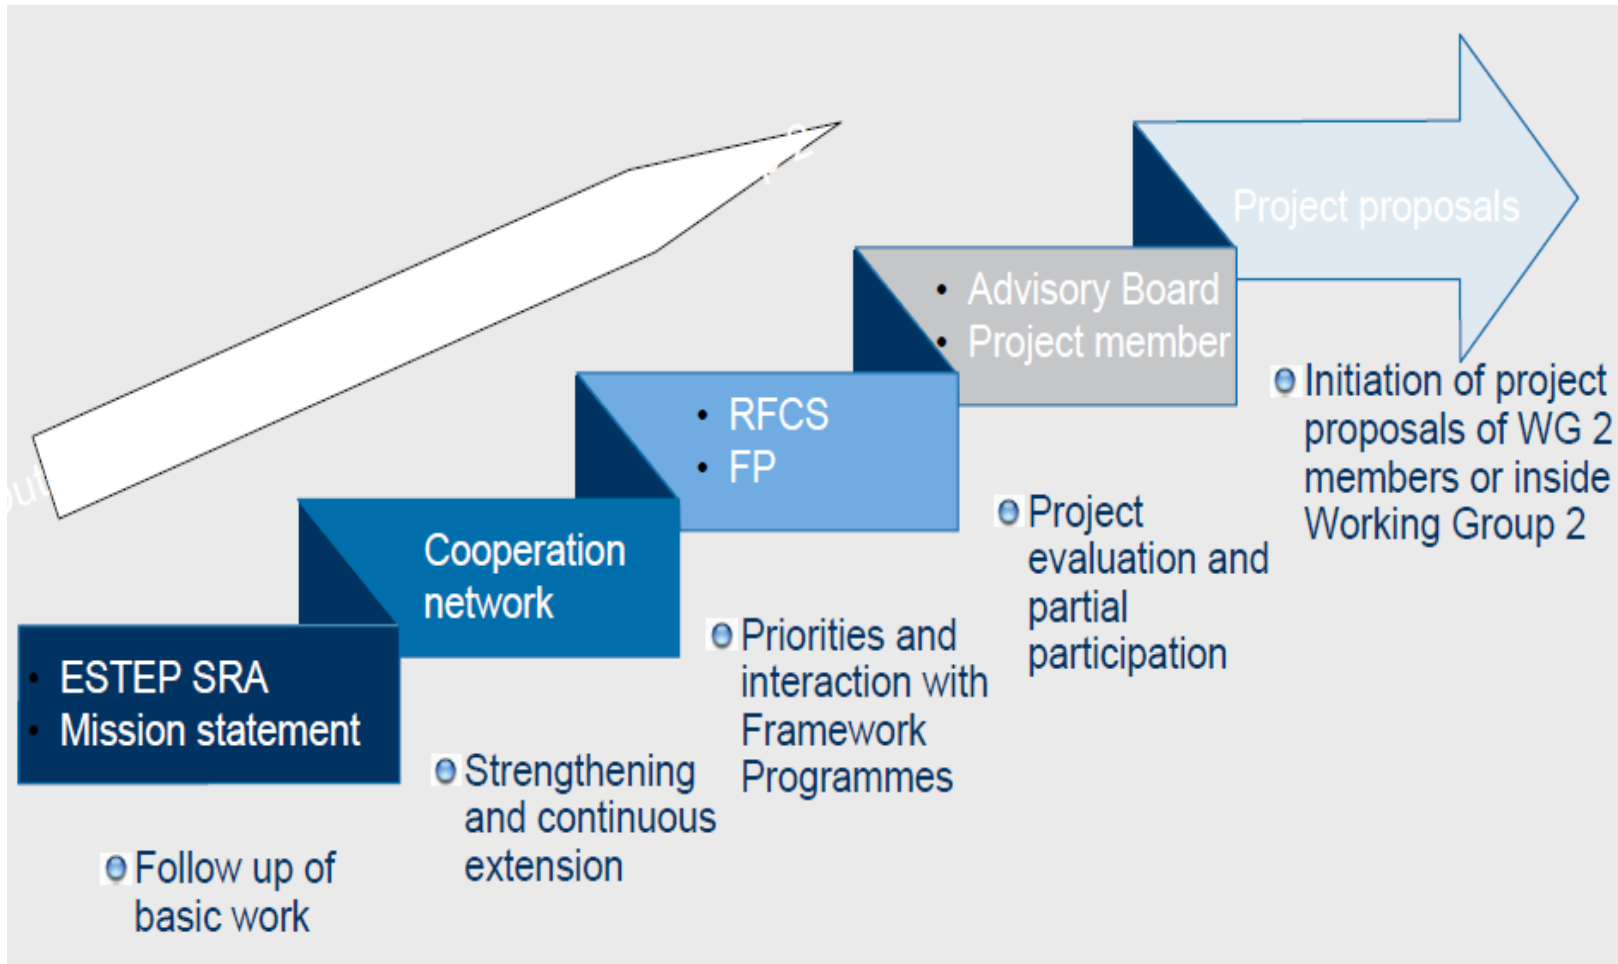 Project proposals
• Advisory Board
• Project member
Initiation of project
proposals of WG 2
members or inside
Working Group 2
• RFCS
• FP
Project
evaluation and
partial
participation
Cooperation
network
Priorities and
interaction with
Framework
Programmes
• ESTEP SRA
• Mission statement
Strengthening
and continuous
extension
Follow up of
basic work